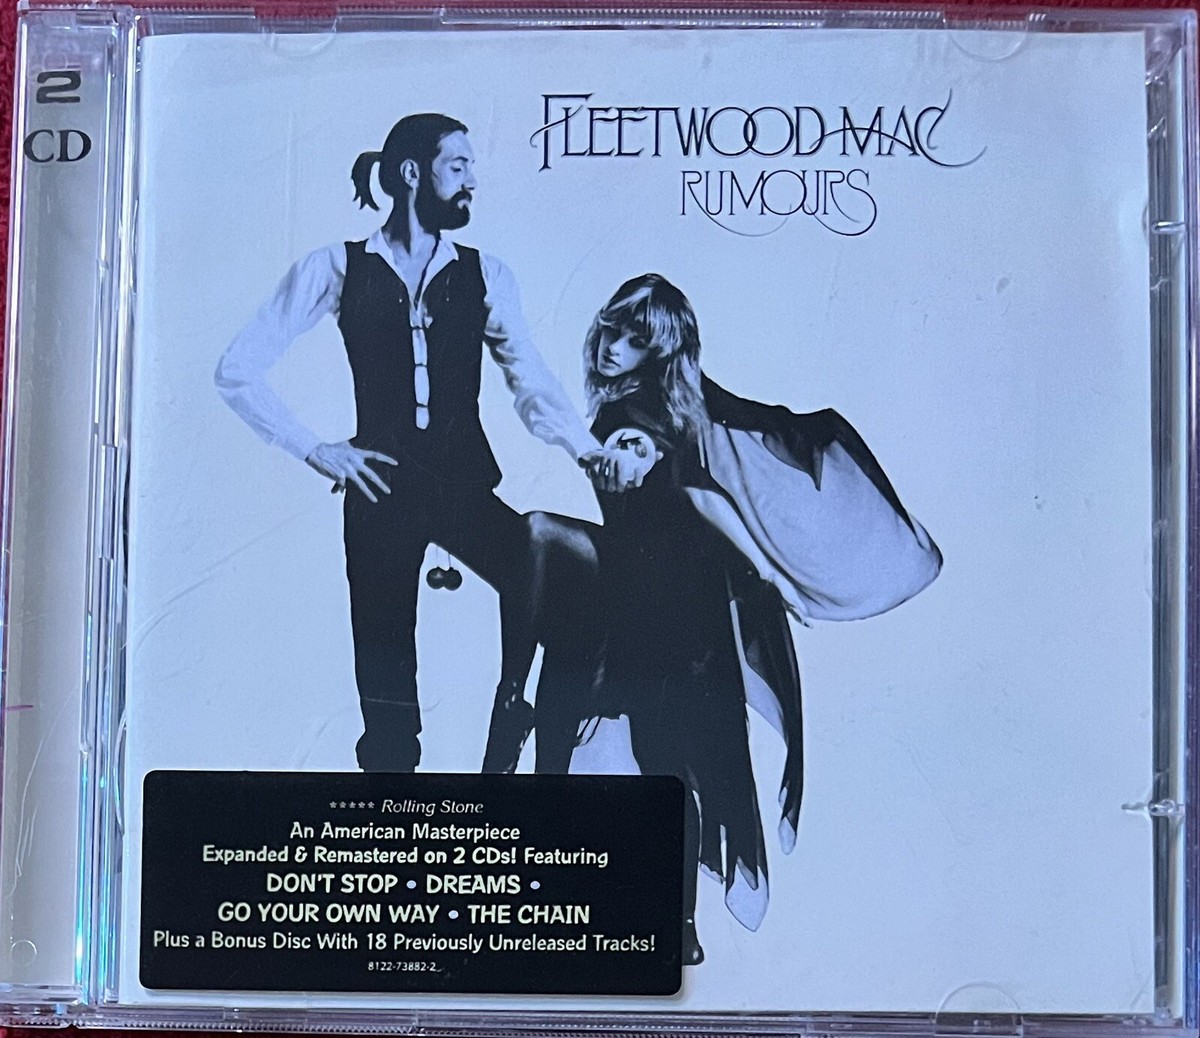 2
CD
FLEETWOOD MAC
RUMOURS
***** Rolling Stone
An American Masterpiece
Expanded & Remastered on 2 CDs! Featuring
DON'T STOP • DREAMS •
GO YOUR OWN WAY • THE CHAIN
Plus a Bonus Disc With 18 Previously Unreleased Tracks!
8122-73882-2